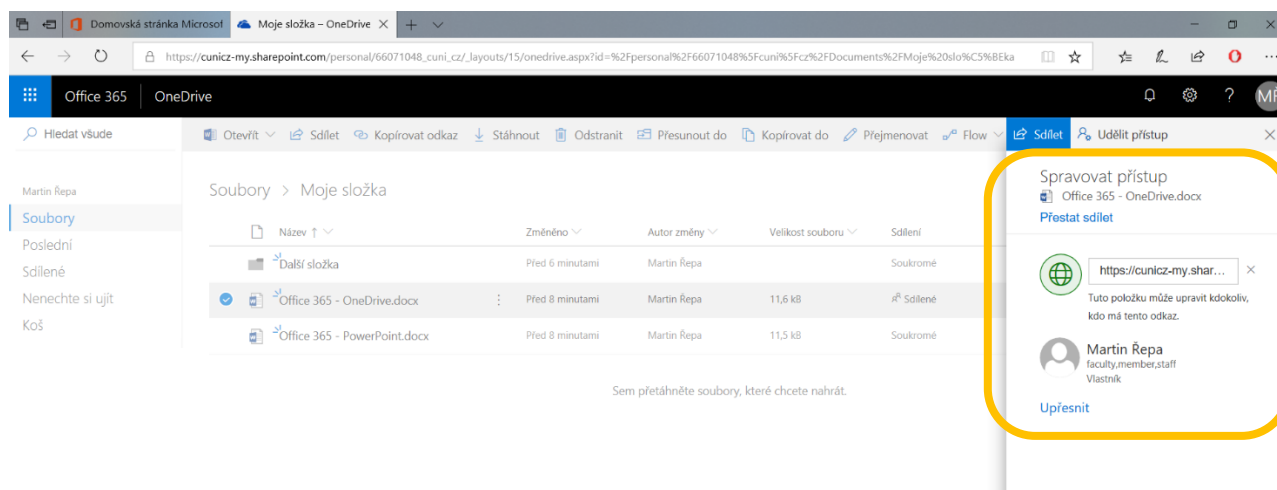 Domovská stránka Microsof
Moje složka – OneDrive
https://cunicz-my.sharepoint.com/personal/66071048_cuni_cz/_layouts/15/onedrive.aspx?id=%2Fpersonal%2F66071048%5Fcuni%5Fcz%2FDocuments%2FMoje%20slo%C5%BEka
Office 365 OneDrive ? MŘ
Hledat všude
Otevřít Sdílet Kopírovat odkaz Stáhnout Odstranit Přesunout do Kopírovat do Přejmenovat Flow
Sdílet Udělit přístup
Martin Řepa
Soubory
Poslední
Sdílené
Nenechte si ujít
Koš
Soubory > Moje složka
Název ↑ Změněno Autor změny Velikost souboru Sdílení
Další složka Před 6 minutami Martin Řepa Soukromé
Office 365 - OneDrive.docx Před 8 minutami Martin Řepa 11,6 kB Sdílené
Office 365 - PowerPoint.docx Před 8 minutami Martin Řepa 11,5 kB Soukromé
Sem přetáhněte soubory, které chcete nahrát.
Spravovat přístup
Office 365 - OneDrive.docx
Přestat sdílet
https://cunicz-my.shar...
Tuto položku může upravit kdokoliv,
kdo má tento odkaz.
Martin Řepa
faculty,member,staff
Vlastník
Upřesnit